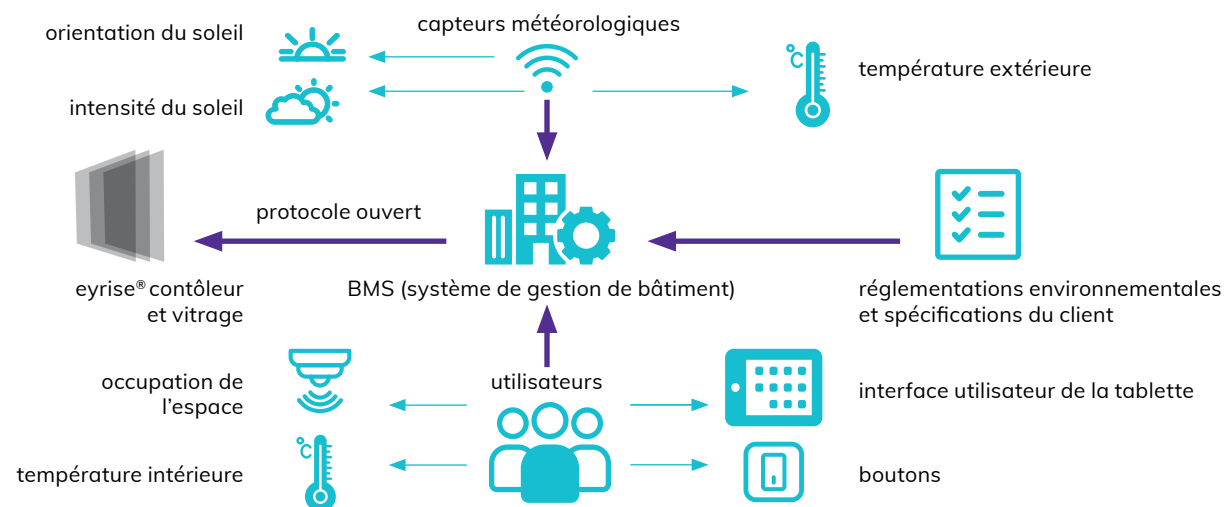 orientation du soleil
capteurs météorologiques
°C
température extérieure
intensité du soleil
protocole ouvert
eyrise® contôleur
et vitrage
BMS (système de gestion de bâtiment)
réglementations environnementales
et spécifications du client
occupation de
l'espace
utilisateurs
interface utilisateur de la tablette
°C
température intérieure
boutons